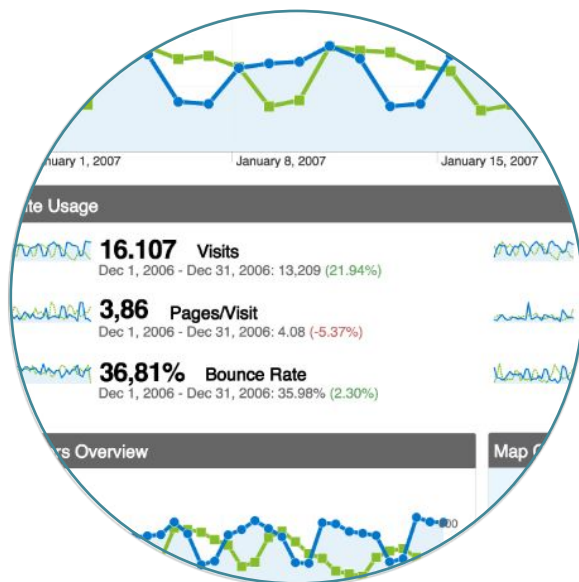 nuary 1, 2007 January 8, 2007 January 15, 2007
te Usage
16.107 Visits
Dec 1, 2006 - Dec 31, 2006: 13,209 (21.94%)
3,86 Pages/Visit
Dec 1, 2006 - Dec 31, 2006: 4.08 (-5.37%)
36,81% Bounce Rate
Dec 1, 2006 - Dec 31, 2006: 35.98% (2.30%)
rs Overview Map